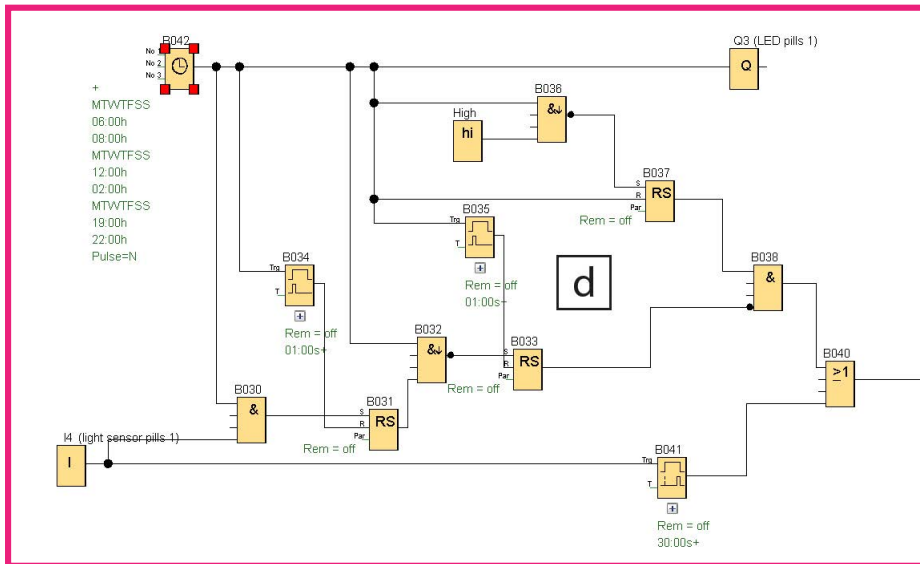 B042
Q3 (LED pills 1)
No 1
No 2
No 3
Q
+
MTWTFSS
06:00h
08:00h
MTWTFSS
12:00h
02:00h
MTWTFSS
19:00h
22:00h
Pulse=N
B036
&↓
High
hi
B037
S
R
Par
RS
Rem = off
B035
Trg
T
+
Rem = off
01:00s+
d
B034
Trg
T
+
Rem = off
01:00s+
B038
&
B032
&↓
B033
S
R
Par
RS
Rem = off
B040
≥1
B030
&
B031
S
R
Par
RS
Rem = off
I4 (light sensor pills 1)
I
B041
Trg
T
+
Rem = off
30:00s+